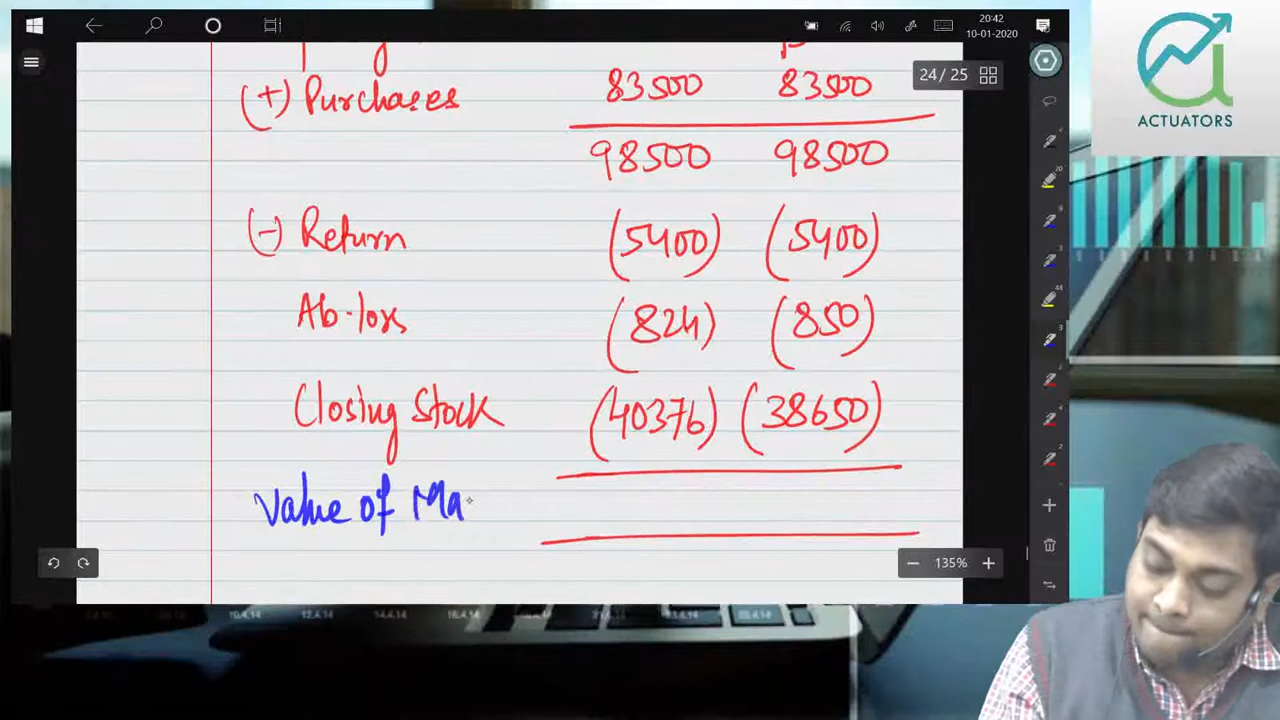 20:42
10-01-2020
24 / 25
(+) Purchases 83500 83500
98500 98500
(-) Return (5400) (5400)
Ab. loss (824) (850)
Closing Stock (40376) (38650)
Value of Ma
135%
ACTUATORS